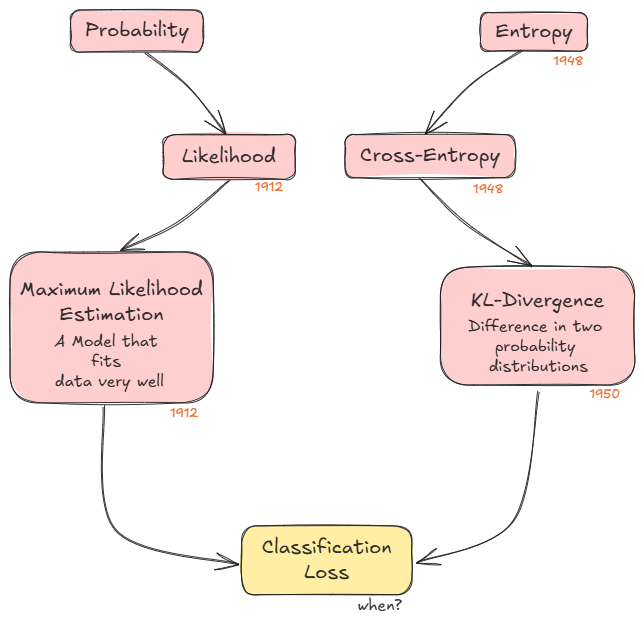 Probability
Entropy
1948
Likelihood
1912
Cross-Entropy
1948
Maximum Likelihood
Estimation
A Model that
fits
data very well
1912
KL-Divergence
Difference in two
probability
distributions
1950
Classification
Loss
when?